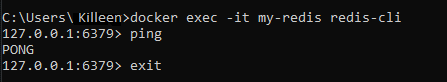 C:\Users\ Killeen>docker exec -it my-redis redis-cli
127.0.0.1:6379> ping
PONG
127.0.0.1:6379> exit